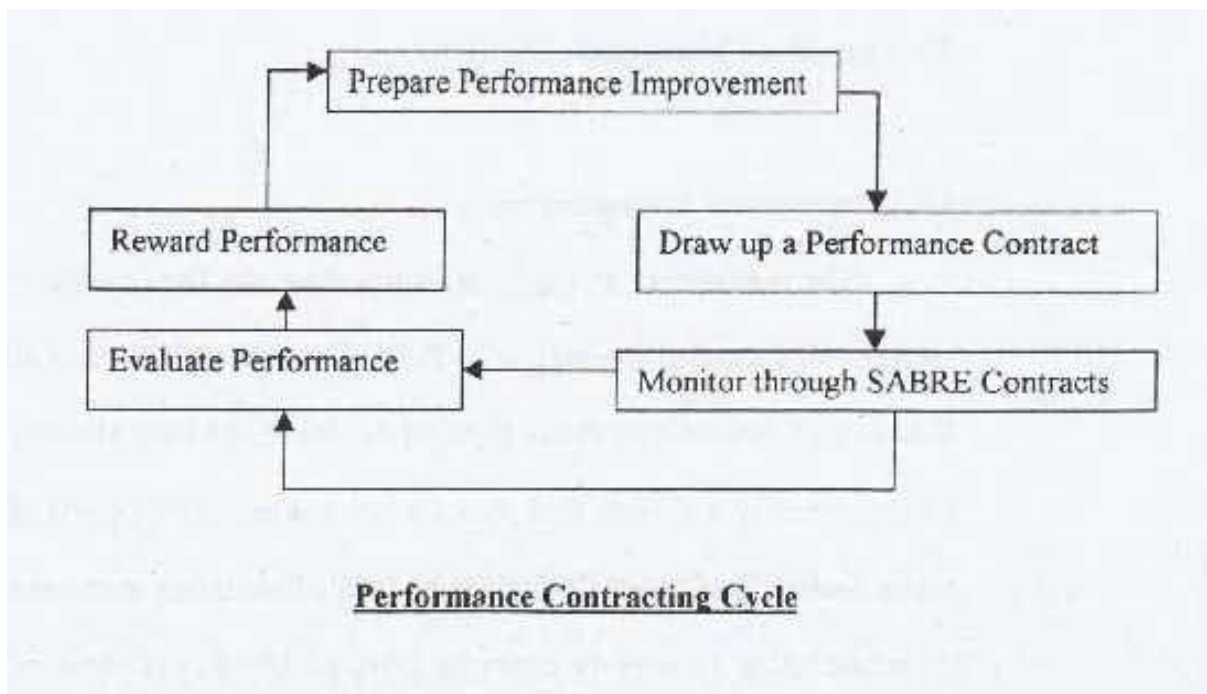 Prepare Performance Improvement
Reward Performance
Draw up a Performance Contract
Evaluate Performance
Monitor through SABRE Contracts
Performance Contracting Cycle